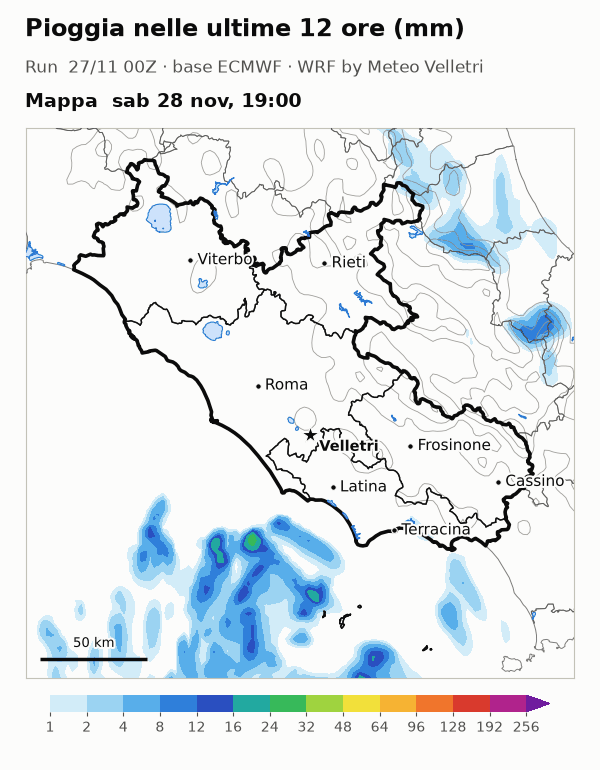 Pioggia nelle ultime 12 ore (mm)
Run  27/11 00Z · base ECMWF · WRF by Meteo Velletri
Mappa  sab 28 nov, 19:00
Viterbo
Rieti
Roma
Velletri
Frosinone
Latina
Cassino
Terracina
50 km
1 2 4 8 12 16 24 32 48 64 96 128 192 256